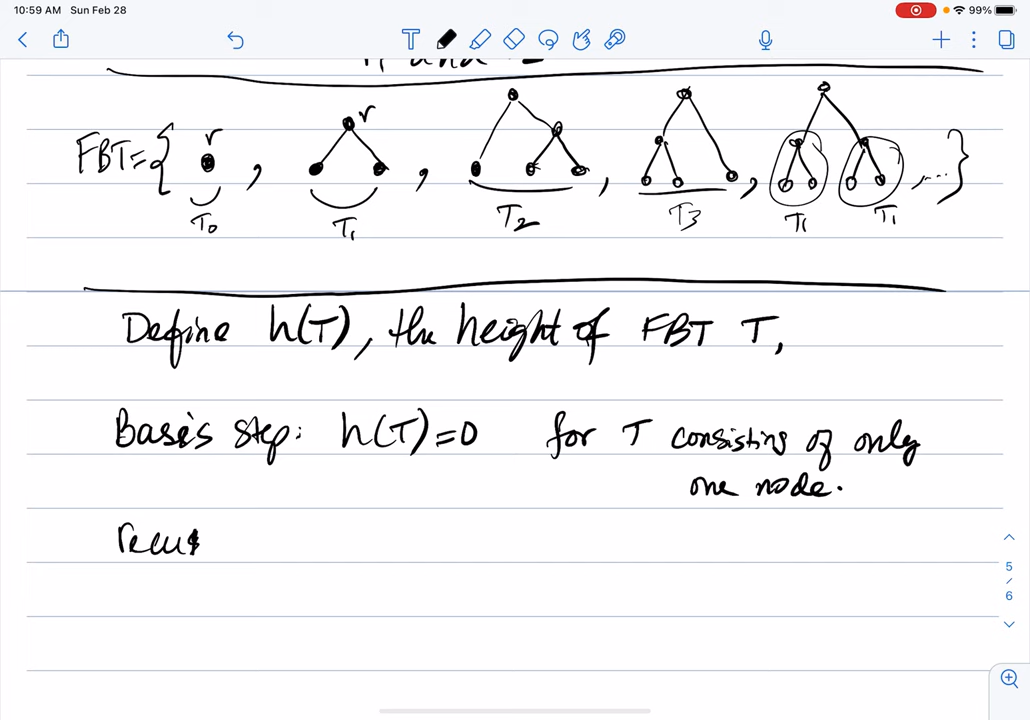 10:59 AM Sun Feb 28
99%
T
FBT = { r , r , , , , ... }
T0 T1 T2 T3 T1 T1
Define h(T), the height of FBT T,
Basis step: h(T)=0 for T consisting of only
one node.
recus
5
/
6